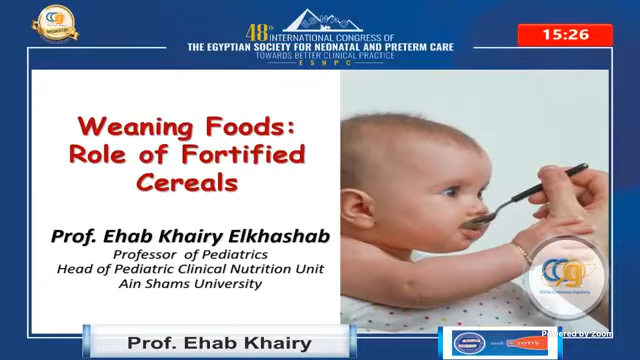 48th INTERNATIONAL CONGRESS OF
THE EGYPTIAN SOCIETY FOR NEONATAL AND PRETERM CARE
TOWARDS BETTER CLINICAL PRACTICE
E S N P C
15:26
Weaning Foods:
Role of Fortified
Cereals
Prof. Ehab Khairy Elkhashab
Professor of Pediatrics
Head of Pediatric Clinical Nutrition Unit
Ain Shams University
Powered by Zoom
Prof. Ehab Khairy